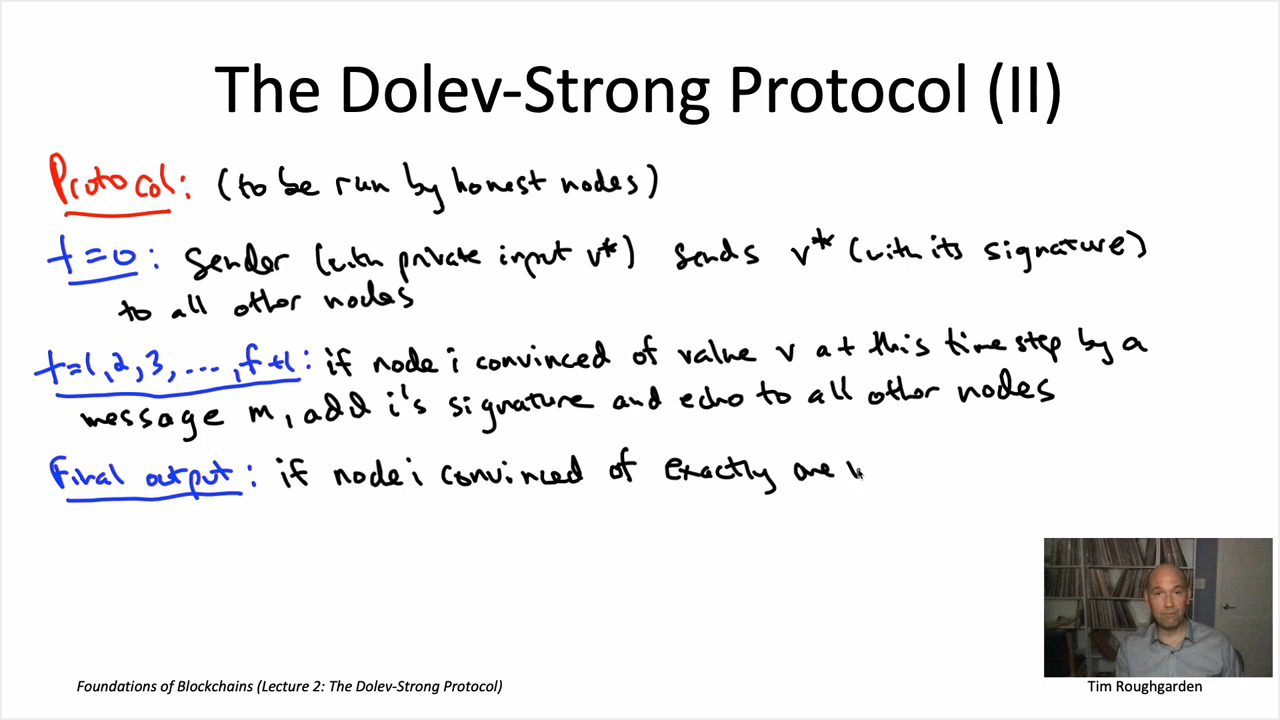 The Dolev-Strong Protocol (II)
Protocol: (to be run by honest nodes)
t=0: sender (with private input v*) sends v* (with its signature)
to all other nodes
t=1,2,3,...,f+1: if node i convinced of value v at this time step by a
message m, add i's signature and echo to all other nodes
Final output: if node i convinced of exactly one
Foundations of Blockchains (Lecture 2: The Dolev-Strong Protocol)
Tim Roughgarden